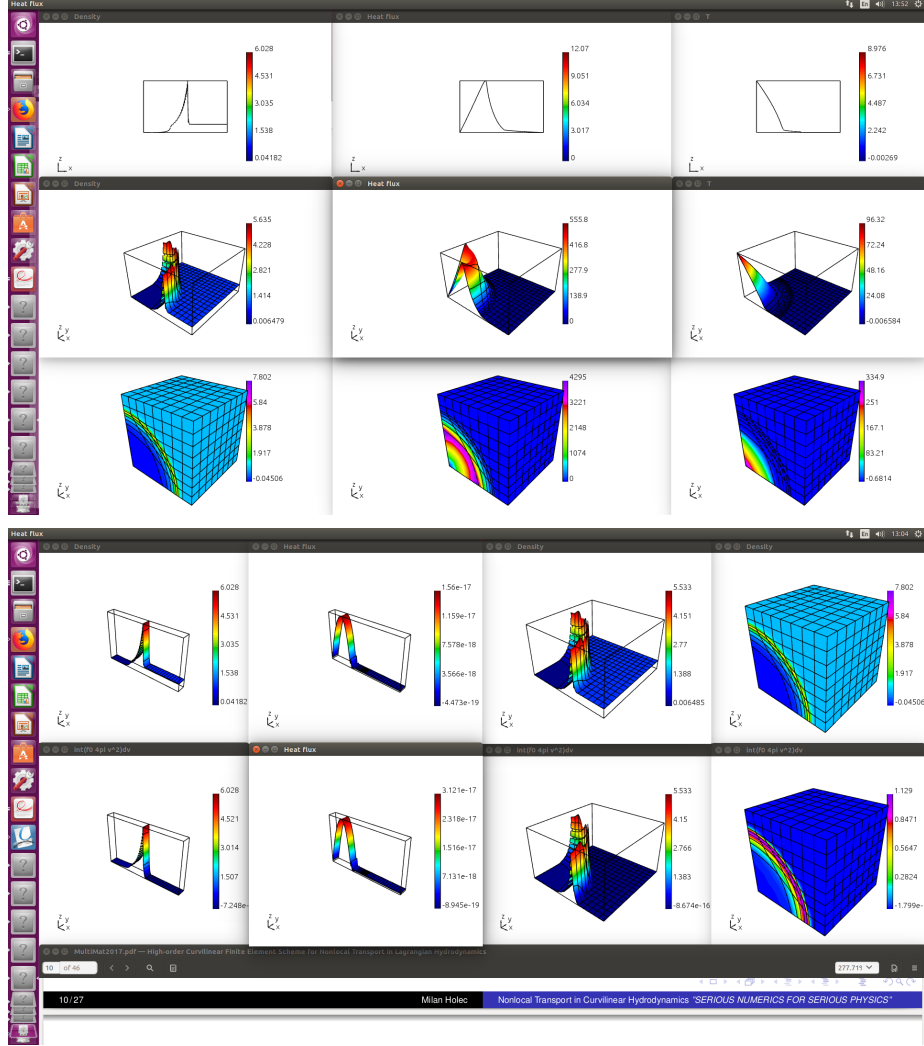 Heat flux
En
13:52
Density
Heat flux
T
6.028
4.531
3.035
1.538
0.04182
z
x
12.07
9.051
6.034
3.017
0
z
x
8.976
6.731
4.487
2.242
-0.00269
z
x
Density
Heat flux
T
5.635
4.228
2.821
1.414
0.006479
z y
x
555.8
416.8
277.9
138.9
0
z y
x
96.32
72.24
48.16
24.08
-0.006584
z y
x
7.802
5.84
3.878
1.917
-0.04506
z y
x
4295
3221
2148
1074
0
z y
x
334.9
251
167.1
83.21
-0.6814
z y
x
Heat flux
En
13:04
Density
Heat flux
Density
Density
6.028
4.531
3.035
1.538
0.04182
z y
x
1.56e-17
1.159e-17
7.578e-18
3.566e-18
-4.473e-19
z y
x
5.533
4.151
2.77
1.388
0.006485
z y
x
7.802
5.84
3.878
1.917
-0.04506
z y
x
int(f0 4pi v^2)dv
Heat flux
int(f0 4pi v^2)dv
int(f0 4pi v^2)dv
6.028
4.521
3.014
1.507
-7.248e-
z y
x
3.121e-17
2.318e-17
1.516e-17
7.131e-18
-8.945e-19
z y
x
5.533
4.15
2.766
1.383
-8.674e-16
z y
x
1.129
0.8471
0.5647
0.2824
-1.799e-
z y
x
MultiMat2017.pdf — High-order Curvilinear Finite Element Scheme for Nonlocal Transport in Lagrangian Hydrodynamics
10 of 46
277.71%
10/27
Milan Holec
Nonlocal Transport in Curvilinear Hydrodynamics "SERIOUS NUMERICS FOR SERIOUS PHYSICS"